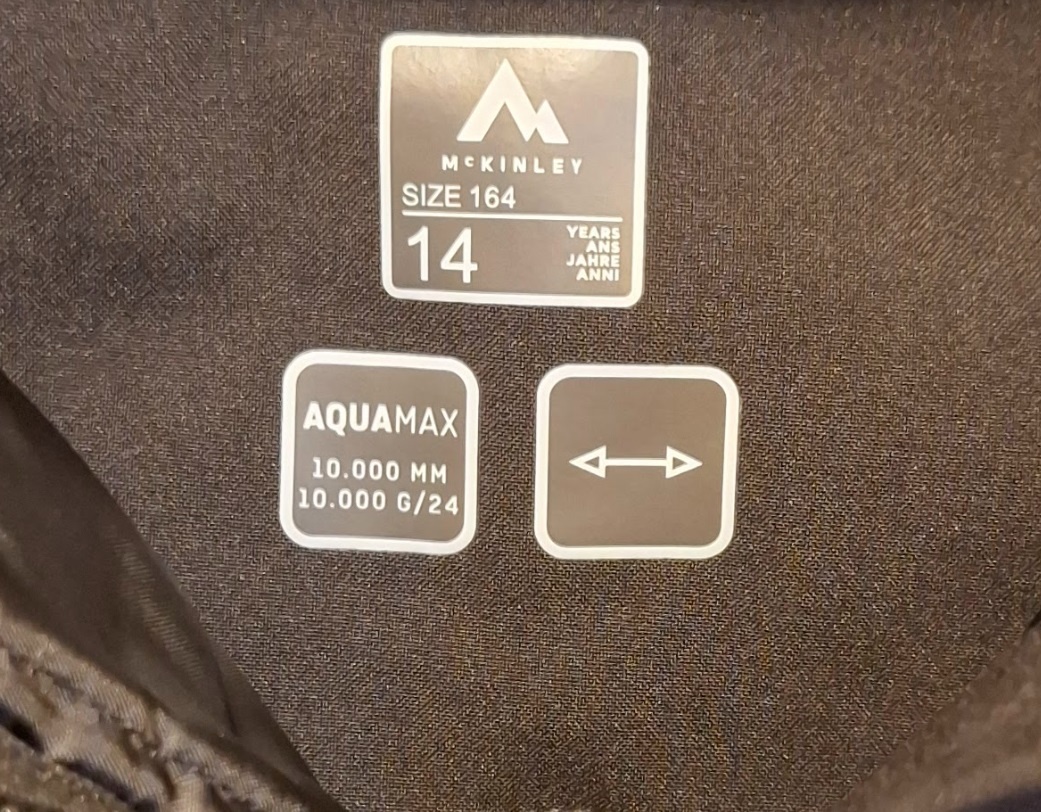 McKINLEY
SIZE 164
14
YEARS
ANS
JAHRE
ANNI
AQUAMAX
10.000 MM
10.000 G/24